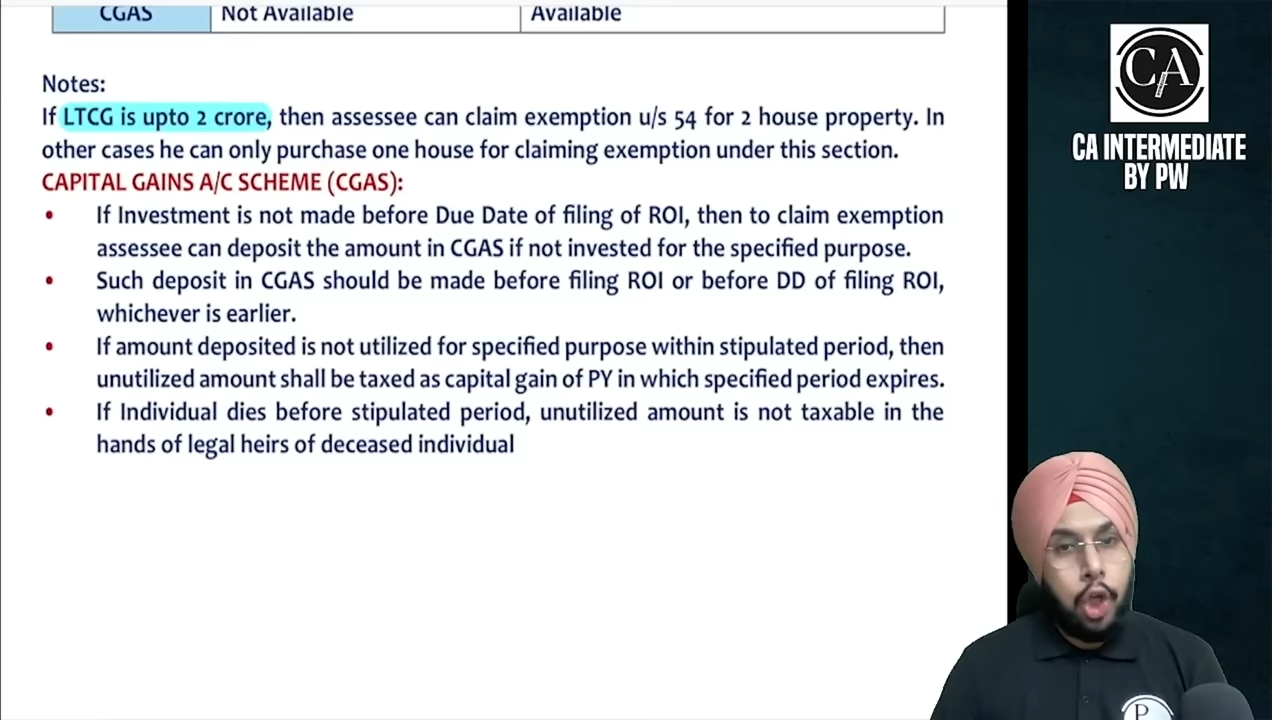 CGAS Not Available Available
Notes:
If LTCG is upto 2 crore, then assessee can claim exemption u/s 54 for 2 house property. In
other cases he can only purchase one house for claiming exemption under this section.
CAPITAL GAINS A/C SCHEME (CGAS):
• If Investment is not made before Due Date of filing of ROI, then to claim exemption
assessee can deposit the amount in CGAS if not invested for the specified purpose.
• Such deposit in CGAS should be made before filing ROI or before DD of filing ROI,
whichever is earlier.
• If amount deposited is not utilized for specified purpose within stipulated period, then
unutilized amount shall be taxed as capital gain of PY in which specified period expires.
• If Individual dies before stipulated period, unutilized amount is not taxable in the
hands of legal heirs of deceased individual
CA
CA INTERMEDIATE
BY PW
P